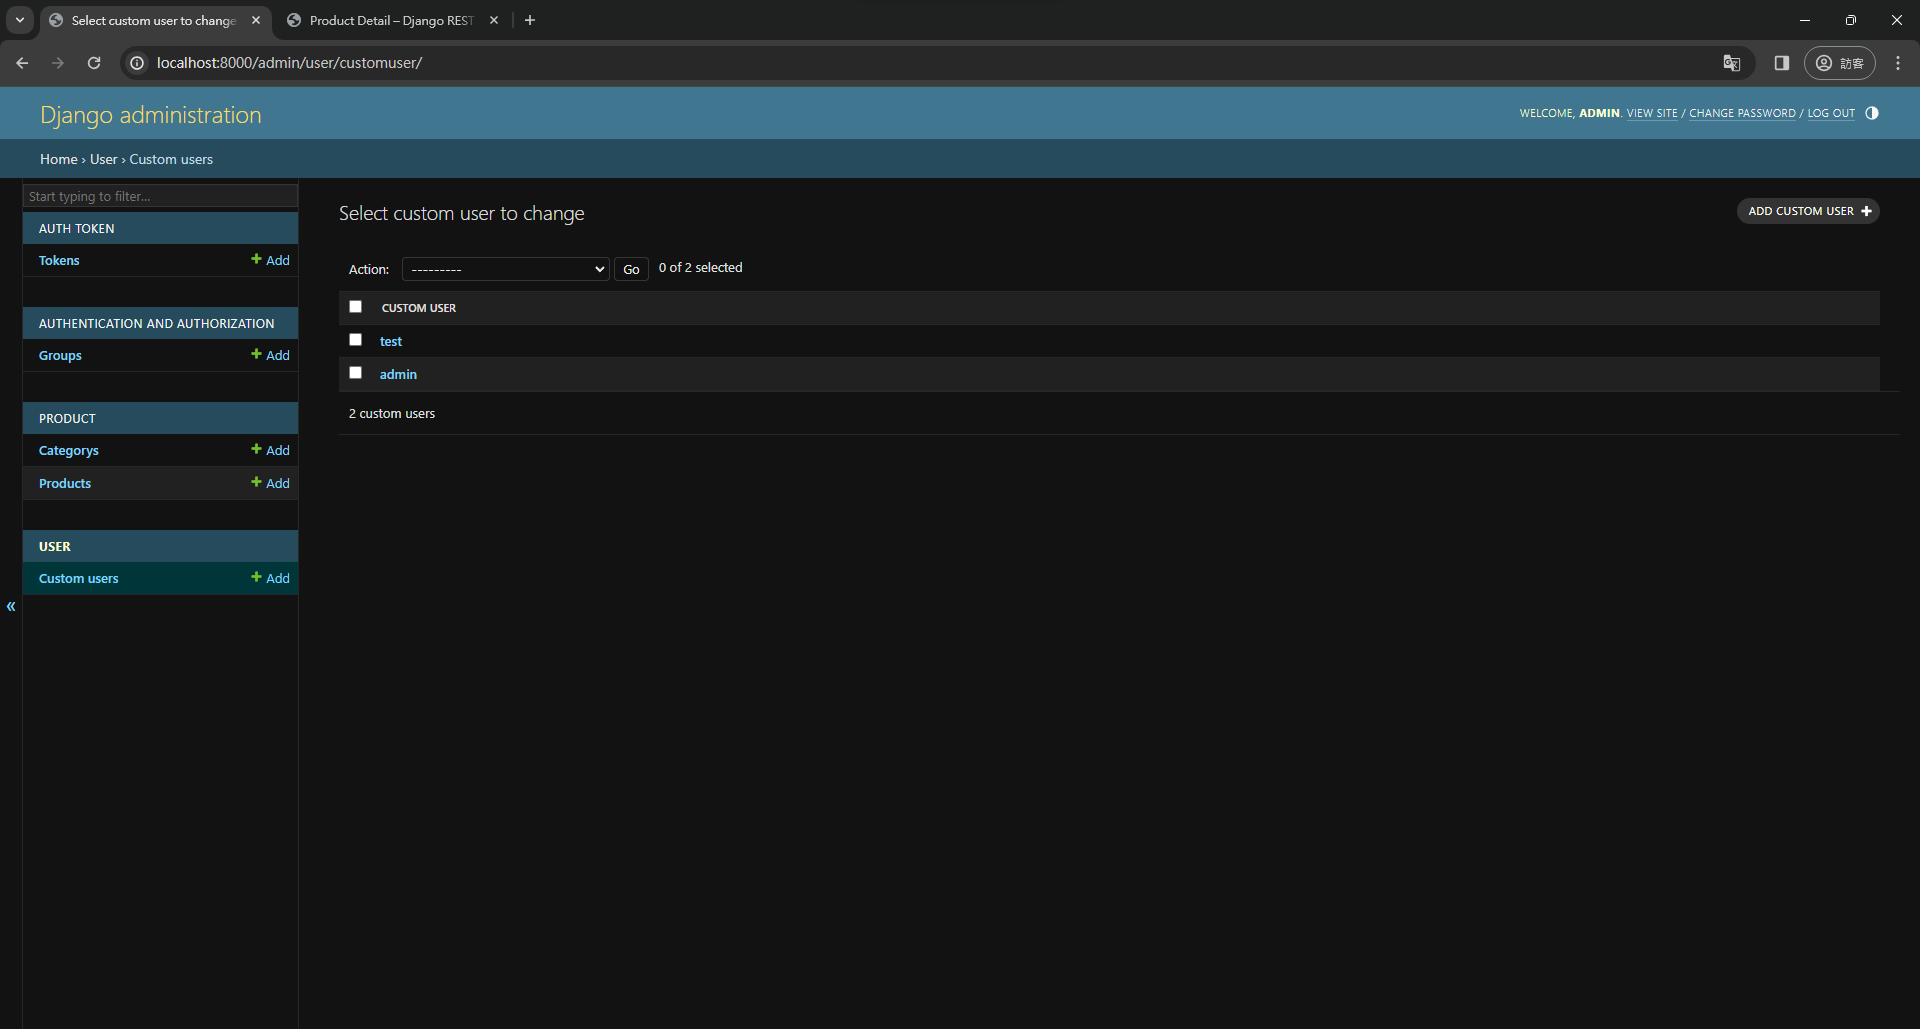 Select custom user to change
Product Detail – Django REST
localhost:8000/admin/user/customuser/
訪客
Django administration
WELCOME, ADMIN. VIEW SITE / CHANGE PASSWORD / LOG OUT
Home › User › Custom users
Start typing to filter...
AUTH TOKEN
Tokens + Add
AUTHENTICATION AND AUTHORIZATION
Groups + Add
PRODUCT
Categorys + Add
Products + Add
USER
Custom users + Add
«
Select custom user to change
ADD CUSTOM USER +
Action: --------- Go 0 of 2 selected
CUSTOM USER
test
admin
2 custom users